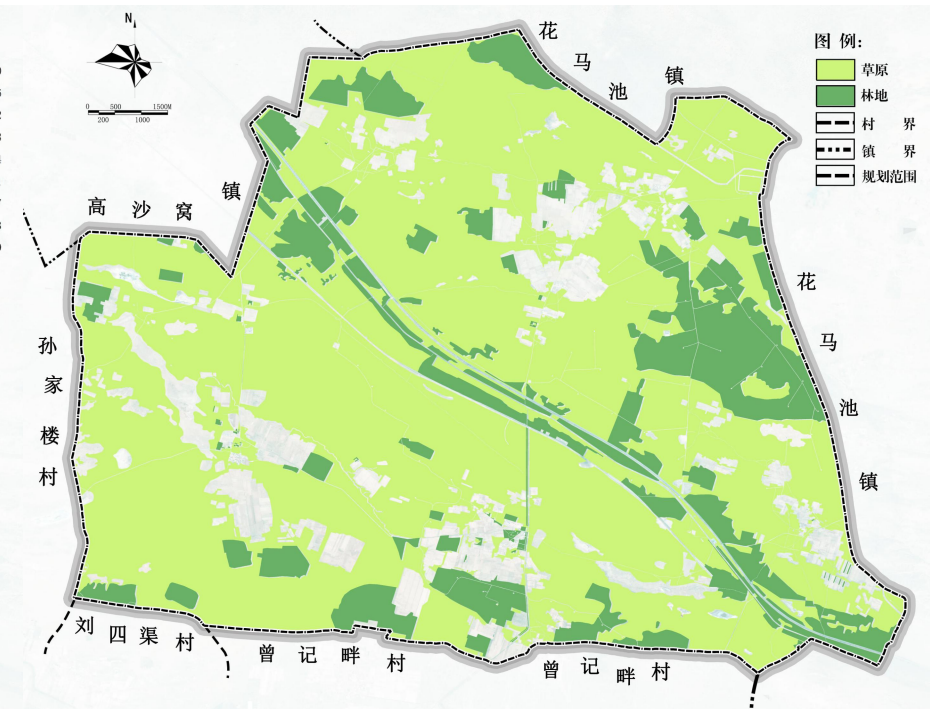 N
0 500 1500M
200 1000
图 例:
草原
林地
村 界
镇 界
规划范围
花马池镇
高沙窝镇
花马池镇
孙家楼村
刘四渠村
曾记畔村
曾记畔村